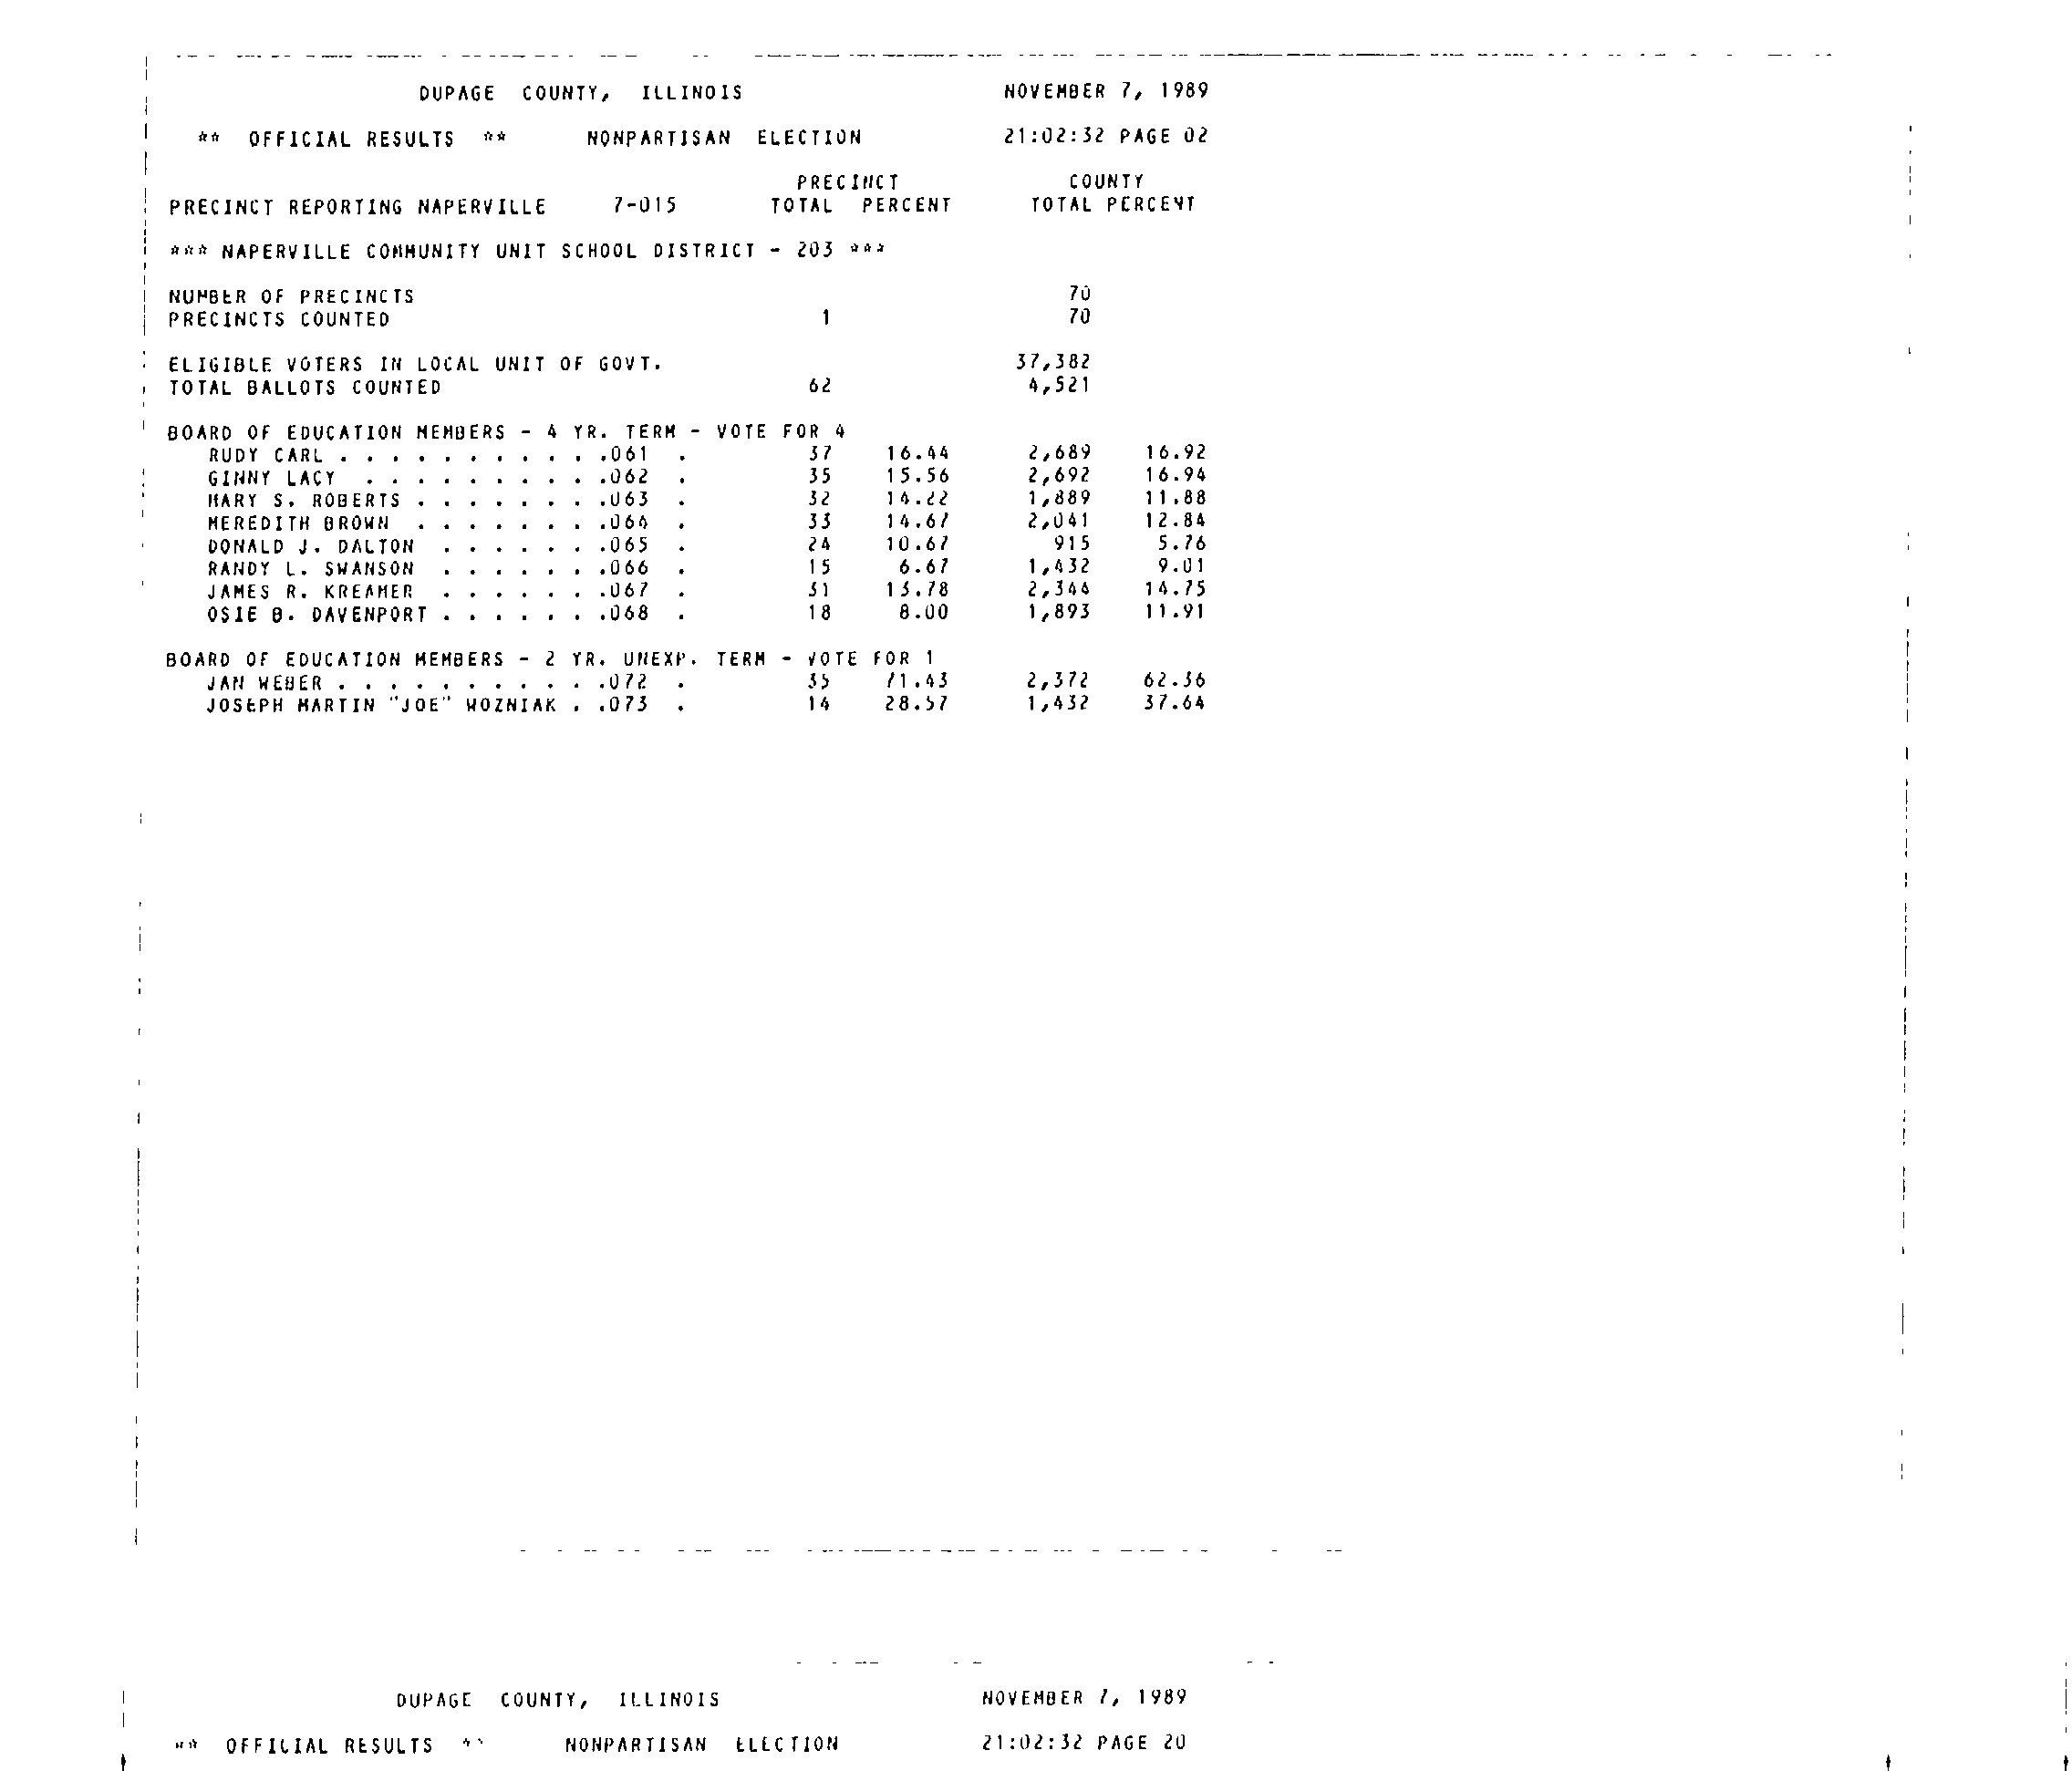 DUPAGE COUNTY, ILLINOIS NOVEMBER 7, 1989
** OFFICIAL RESULTS ** NONPARTISAN ELECTION 21:02:32 PAGE 02
PRECINCT COUNTY
PRECINCT REPORTING NAPERVILLE 7-015 TOTAL PERCENT TOTAL PERCENT
*** NAPERVILLE COMMUNITY UNIT SCHOOL DISTRICT - 203 ***
NUMBER OF PRECINCTS 70
PRECINCTS COUNTED 1 70
ELIGIBLE VOTERS IN LOCAL UNIT OF GOVT. 37,382
TOTAL BALLOTS COUNTED 62 4,521
BOARD OF EDUCATION MEMBERS - 4 YR. TERM - VOTE FOR 4
RUDY CARL . . . . . . . . . . .061 . 37 16.44 2,689 16.92
GINNY LACY . . . . . . . . . .062 . 35 15.56 2,692 16.94
MARY S. ROBERTS . . . . . . . .063 . 32 14.22 1,889 11.88
MEREDITH BROWN . . . . . . . .064 . 33 14.67 2,041 12.84
DONALD J. DALTON . . . . . . .065 . 24 10.67 915 5.76
RANDY L. SWANSON . . . . . . .066 . 15 6.67 1,432 9.01
JAMES R. KREAMER . . . . . . .067 . 31 13.78 2,344 14.75
OSIE B. DAVENPORT . . . . . . .068 . 18 8.00 1,893 11.91
BOARD OF EDUCATION MEMBERS - 2 YR. UNEXP. TERM - VOTE FOR 1
JAN WEBER . . . . . . . . . . .072 . 35 71.43 2,372 62.36
JOSEPH MARTIN "JOE" WOZNIAK . .073 . 14 28.57 1,432 37.64
DUPAGE COUNTY, ILLINOIS NOVEMBER 7, 1989
** OFFICIAL RESULTS ** NONPARTISAN ELECTION 21:02:32 PAGE 20